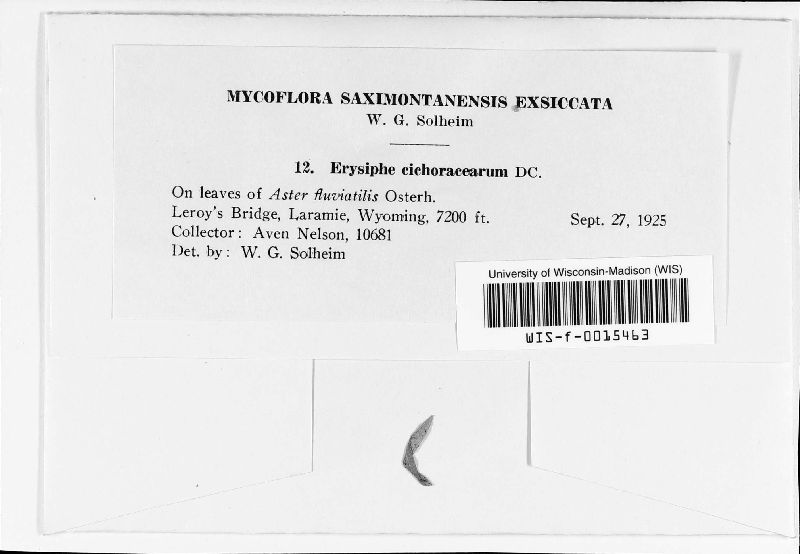 MYCOFLORA SAXIMONTANENSIS EXSICCATA
W. G. Solheim
12. Erysiphe cichoracearum DC.
On leaves of Aster fluviatilis Osterh.
Leroy's Bridge, Laramie, Wyoming, 7200 ft. Sept. 27, 1925
Collector: Aven Nelson, 10681
Det. by: W. G. Solheim
University of Wisconsin-Madison (WIS)
WIS-f-0015463